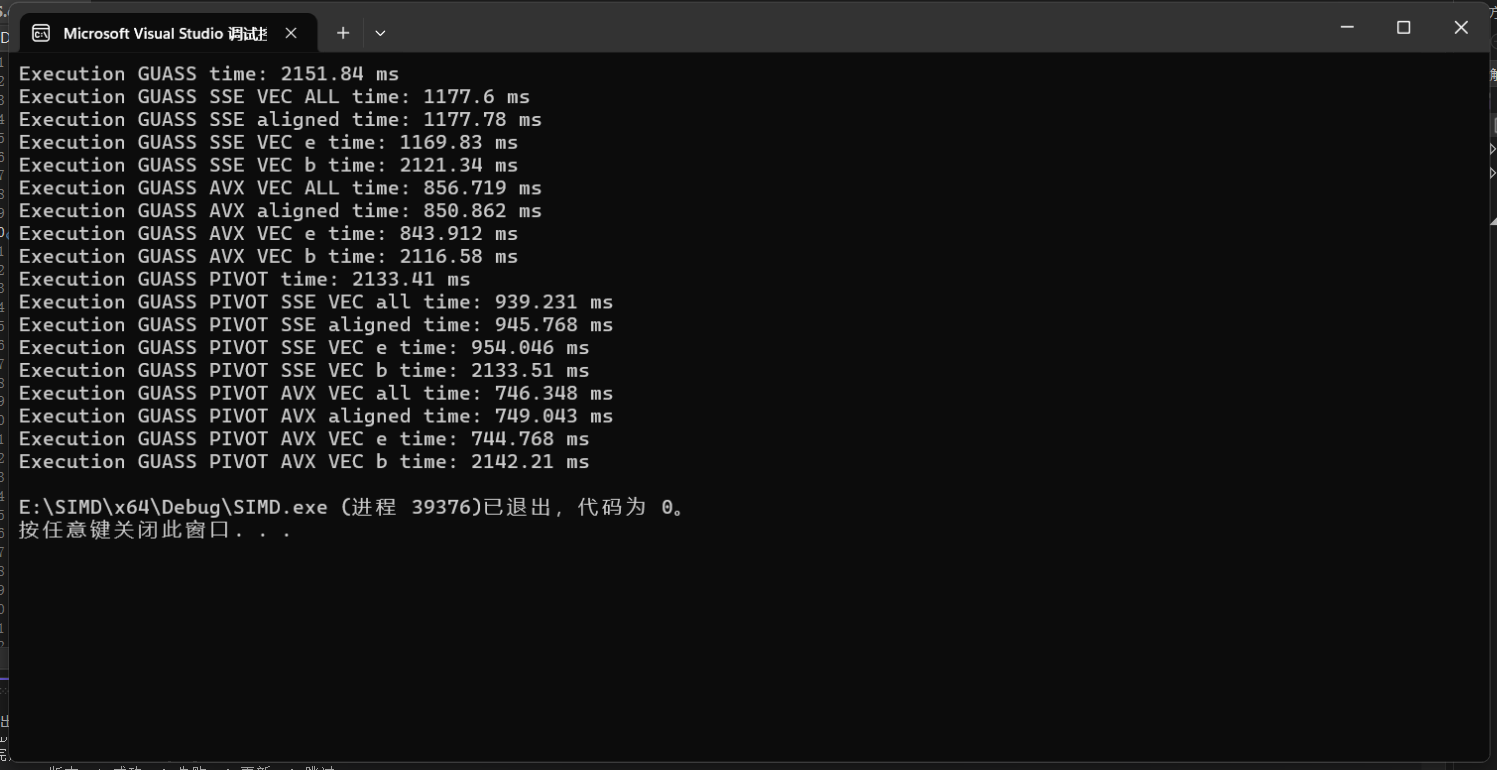 Microsoft Visual Studio 调试控
Execution GUASS time: 2151.84 ms
Execution GUASS SSE VEC ALL time: 1177.6 ms
Execution GUASS SSE aligned time: 1177.78 ms
Execution GUASS SSE VEC e time: 1169.83 ms
Execution GUASS SSE VEC b time: 2121.34 ms
Execution GUASS AVX VEC ALL time: 856.719 ms
Execution GUASS AVX aligned time: 850.862 ms
Execution GUASS AVX VEC e time: 843.912 ms
Execution GUASS AVX VEC b time: 2116.58 ms
Execution GUASS PIVOT time: 2133.41 ms
Execution GUASS PIVOT SSE VEC all time: 939.231 ms
Execution GUASS PIVOT SSE aligned time: 945.768 ms
Execution GUASS PIVOT SSE VEC e time: 954.046 ms
Execution GUASS PIVOT SSE VEC b time: 2133.51 ms
Execution GUASS PIVOT AVX VEC all time: 746.348 ms
Execution GUASS PIVOT AVX aligned time: 749.043 ms
Execution GUASS PIVOT AVX VEC e time: 744.768 ms
Execution GUASS PIVOT AVX VEC b time: 2142.21 ms
E:\SIMD\x64\Debug\SIMD.exe (进程 39376)已退出，代码为 0。
按任意键关闭此窗口. . .